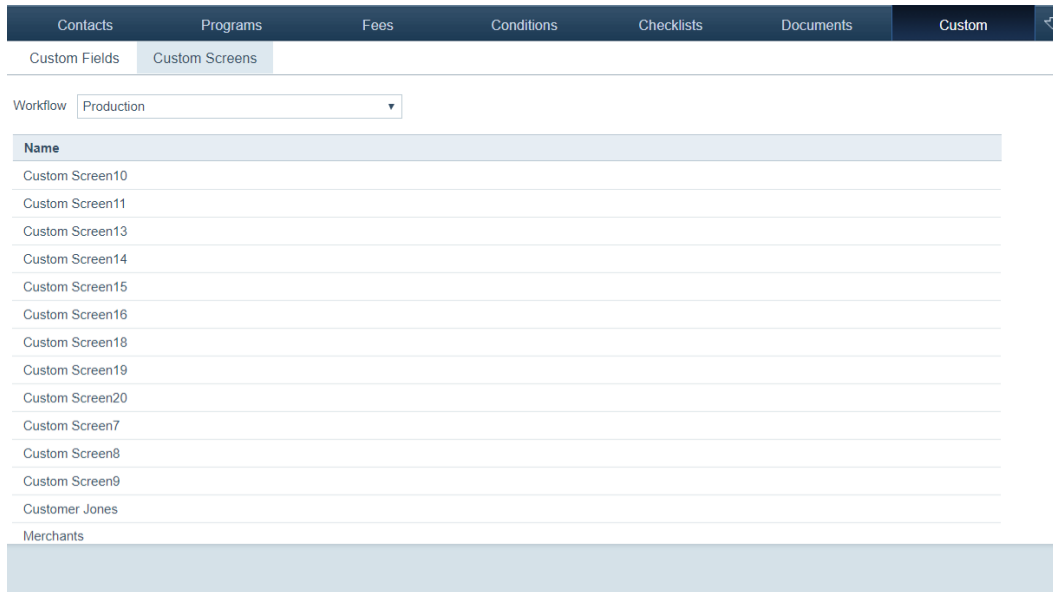 Contacts Programs Fees Conditions Checklists Documents Custom
Custom Fields Custom Screens
Workflow Production
Name
Custom Screen10
Custom Screen11
Custom Screen13
Custom Screen14
Custom Screen15
Custom Screen16
Custom Screen18
Custom Screen19
Custom Screen20
Custom Screen7
Custom Screen8
Custom Screen9
Customer Jones
Merchants